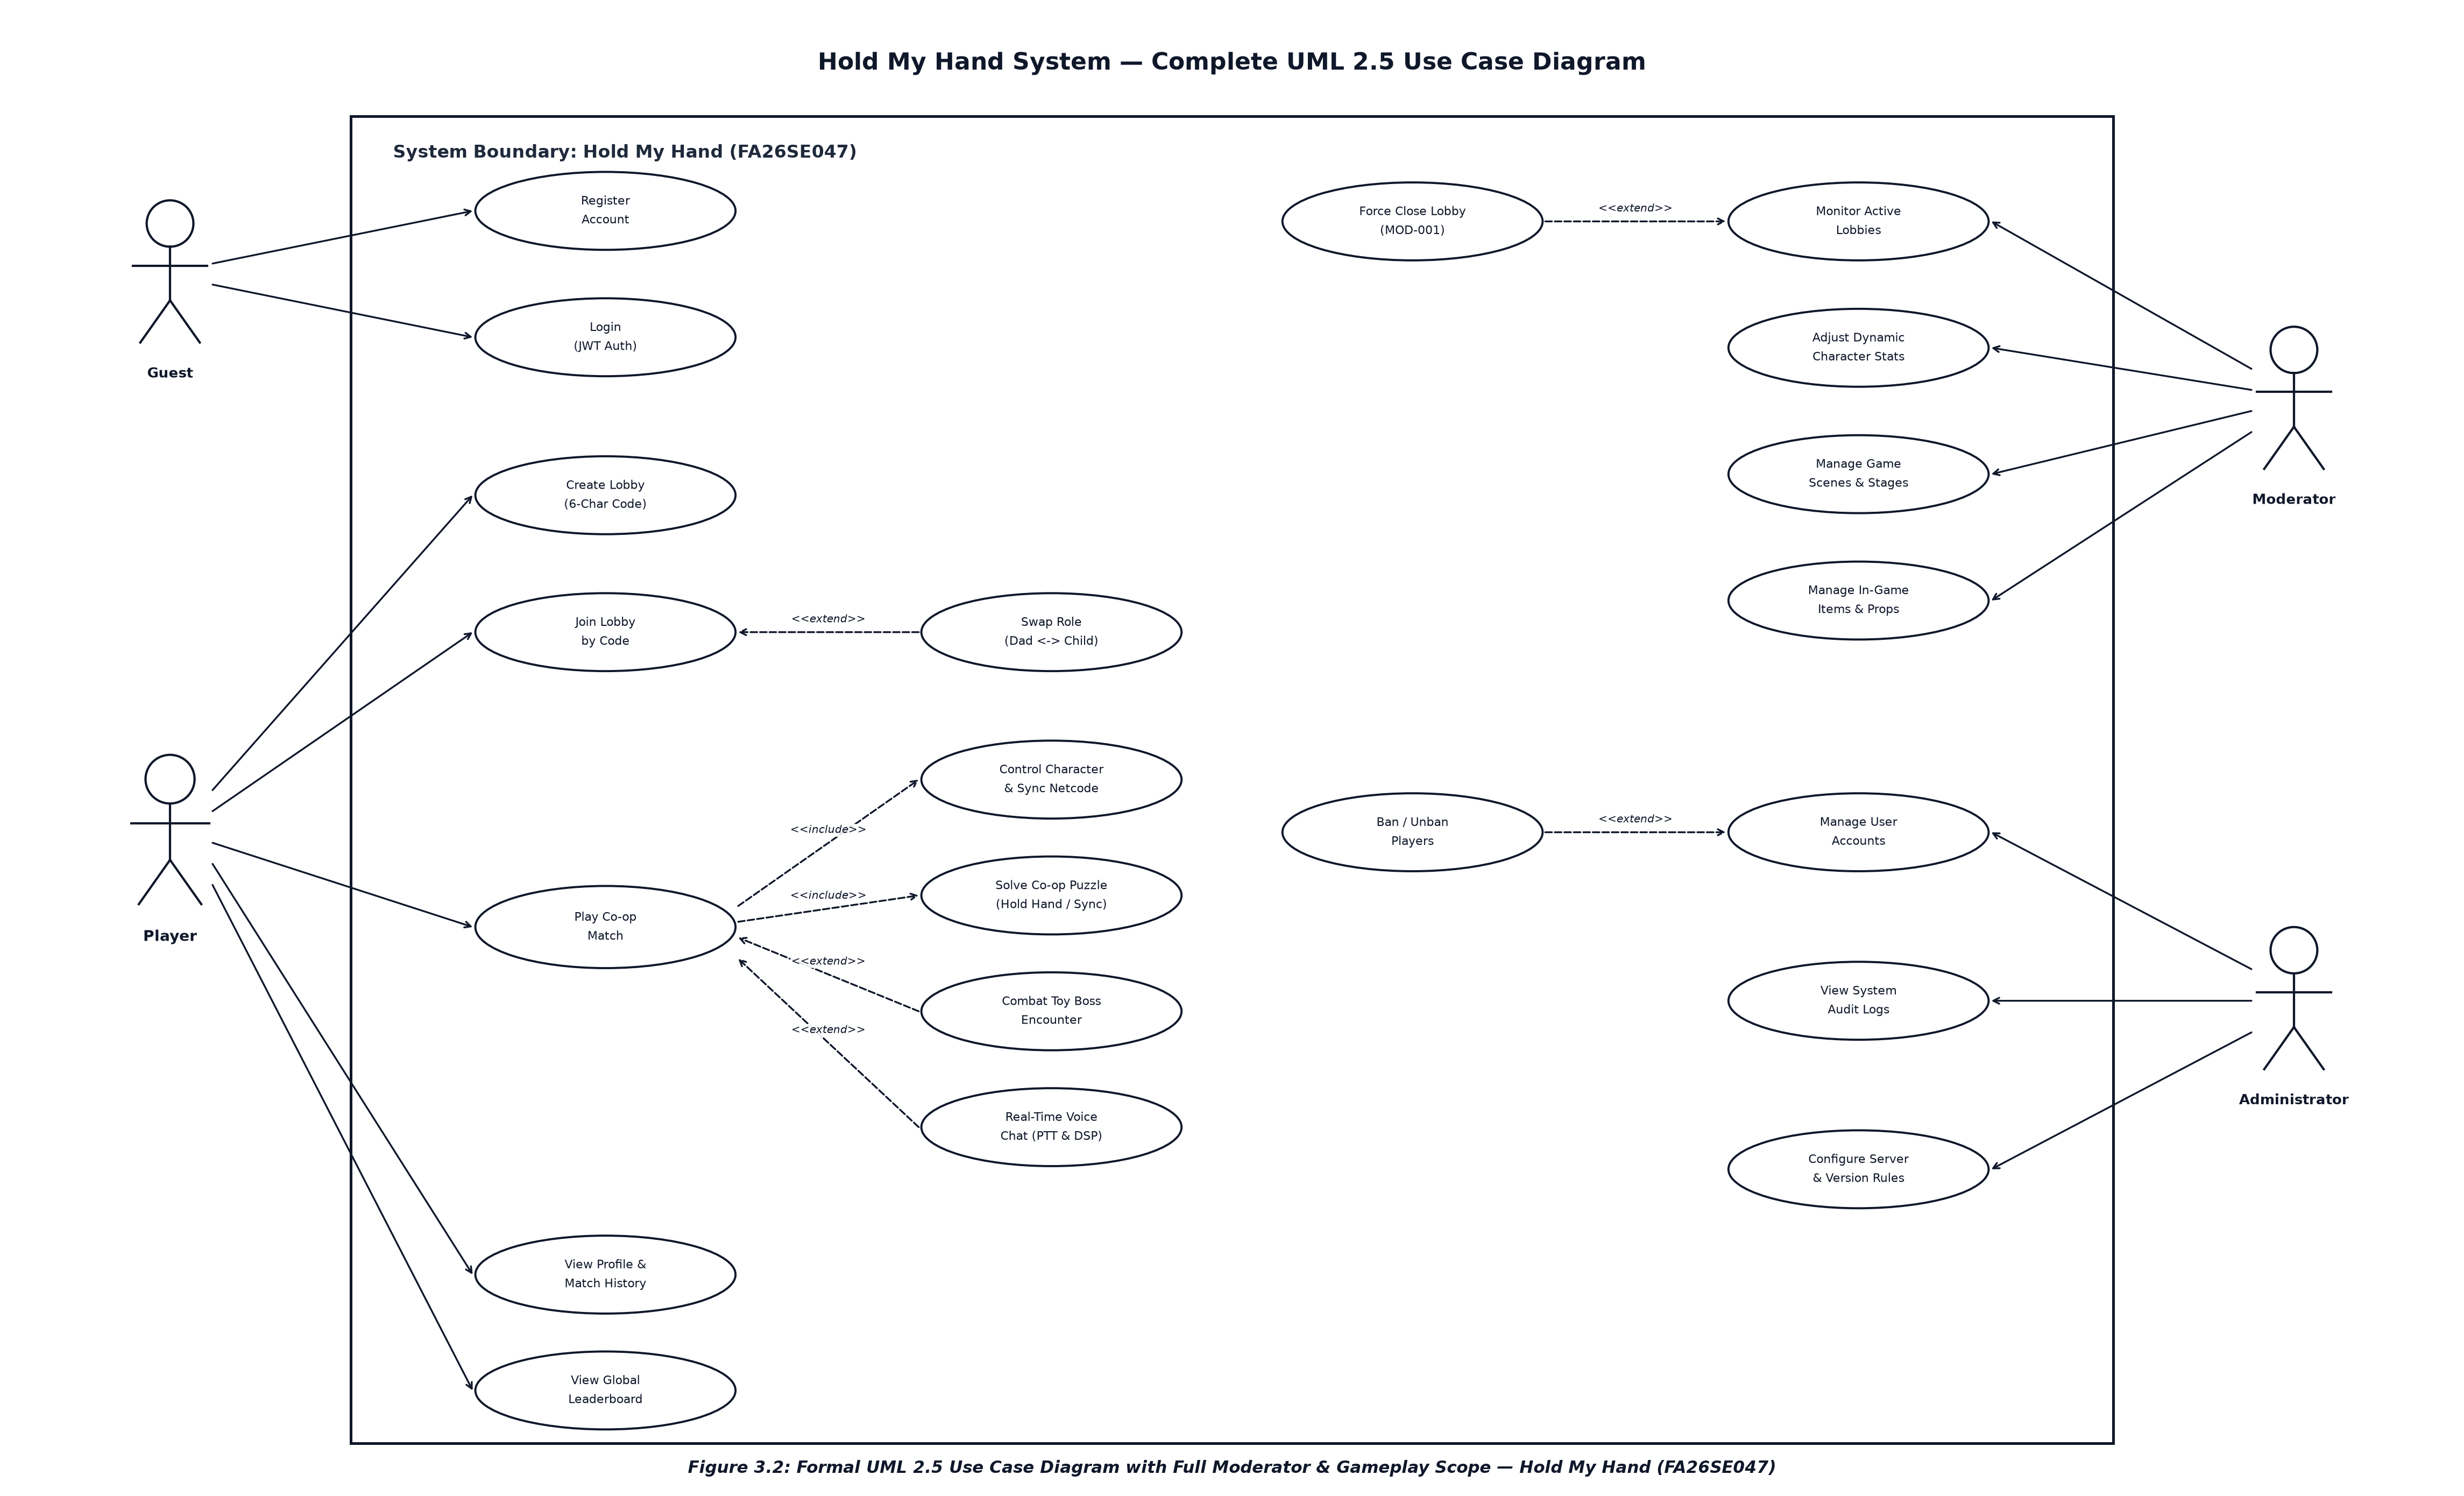 Hold My Hand System — Complete UML 2.5 Use Case Diagram
System Boundary: Hold My Hand (FA26SE047)
Guest
Register
Account
Login
(JWT Auth)
Player
Create Lobby
(6-Char Code)
Join Lobby
by Code
<<extend>>
Swap Role
(Dad <-> Child)
Play Co-op
Match
<<include>>
Control Character
& Sync Netcode
<<include>>
Solve Co-op Puzzle
(Hold Hand / Sync)
<<extend>>
Combat Toy Boss
Encounter
<<extend>>
Real-Time Voice
Chat (PTT & DSP)
View Profile &
Match History
View Global
Leaderboard
Force Close Lobby
(MOD-001)
<<extend>>
Monitor Active
Lobbies
Adjust Dynamic
Character Stats
Manage Game
Scenes & Stages
Manage In-Game
Items & Props
Moderator
Ban / Unban
Players
<<extend>>
Manage User
Accounts
View System
Audit Logs
Configure Server
& Version Rules
Administrator
Figure 3.2: Formal UML 2.5 Use Case Diagram with Full Moderator & Gameplay Scope — Hold My Hand (FA26SE047)